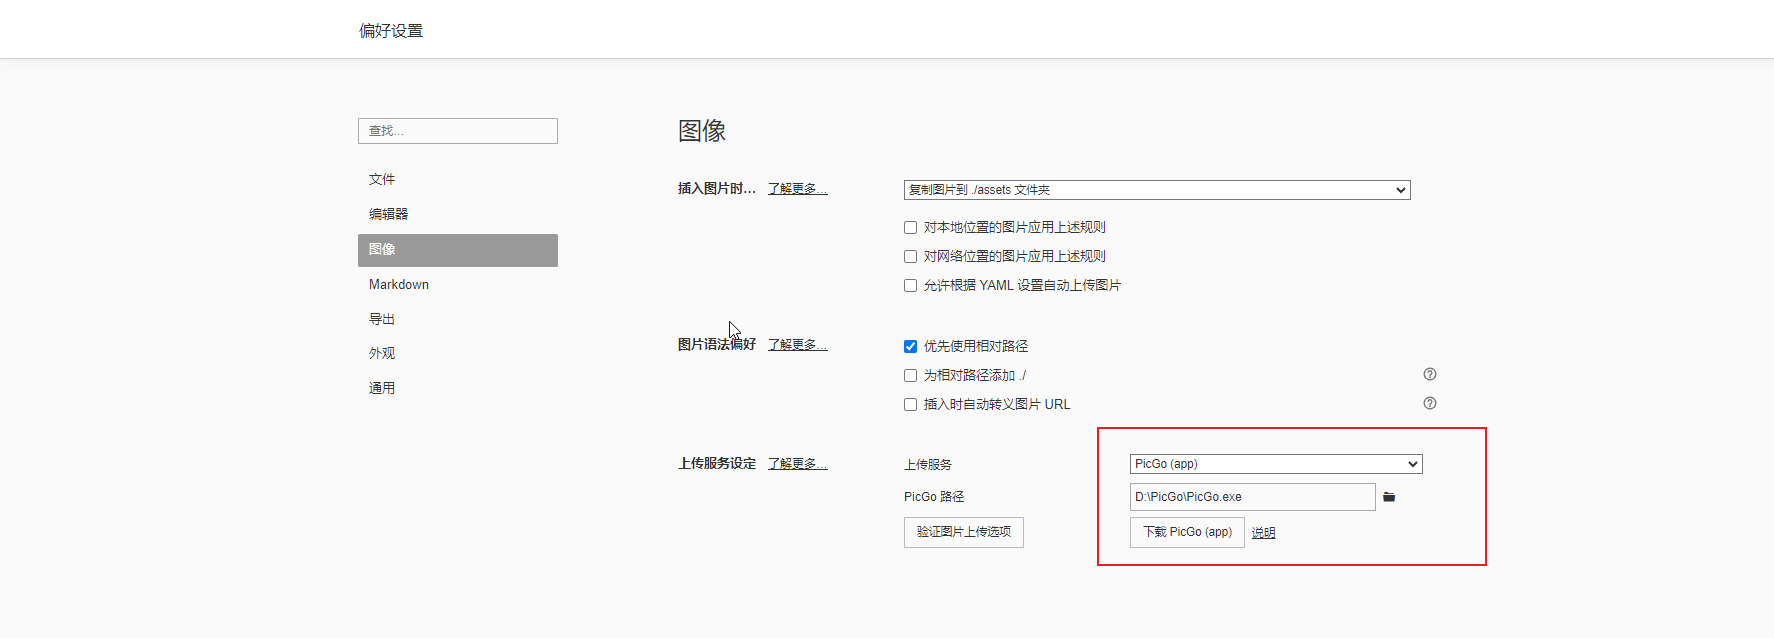 偏好设置
查找...
文件
编辑器
图像
Markdown
导出
外观
通用
图像
插入图片时... 了解更多...
复制图片到 ./assets 文件夹
对本地位置的图片应用上述规则
对网络位置的图片应用上述规则
允许根据 YAML 设置自动上传图片
图片语法偏好 了解更多...
优先使用相对路径
为相对路径添加 ./
插入时自动转义图片 URL
上传服务设定 了解更多...
上传服务 PicGo (app)
PicGo 路径 D:\PicGo\PicGo.exe
验证图片上传选项 下载 PicGo (app) 说明